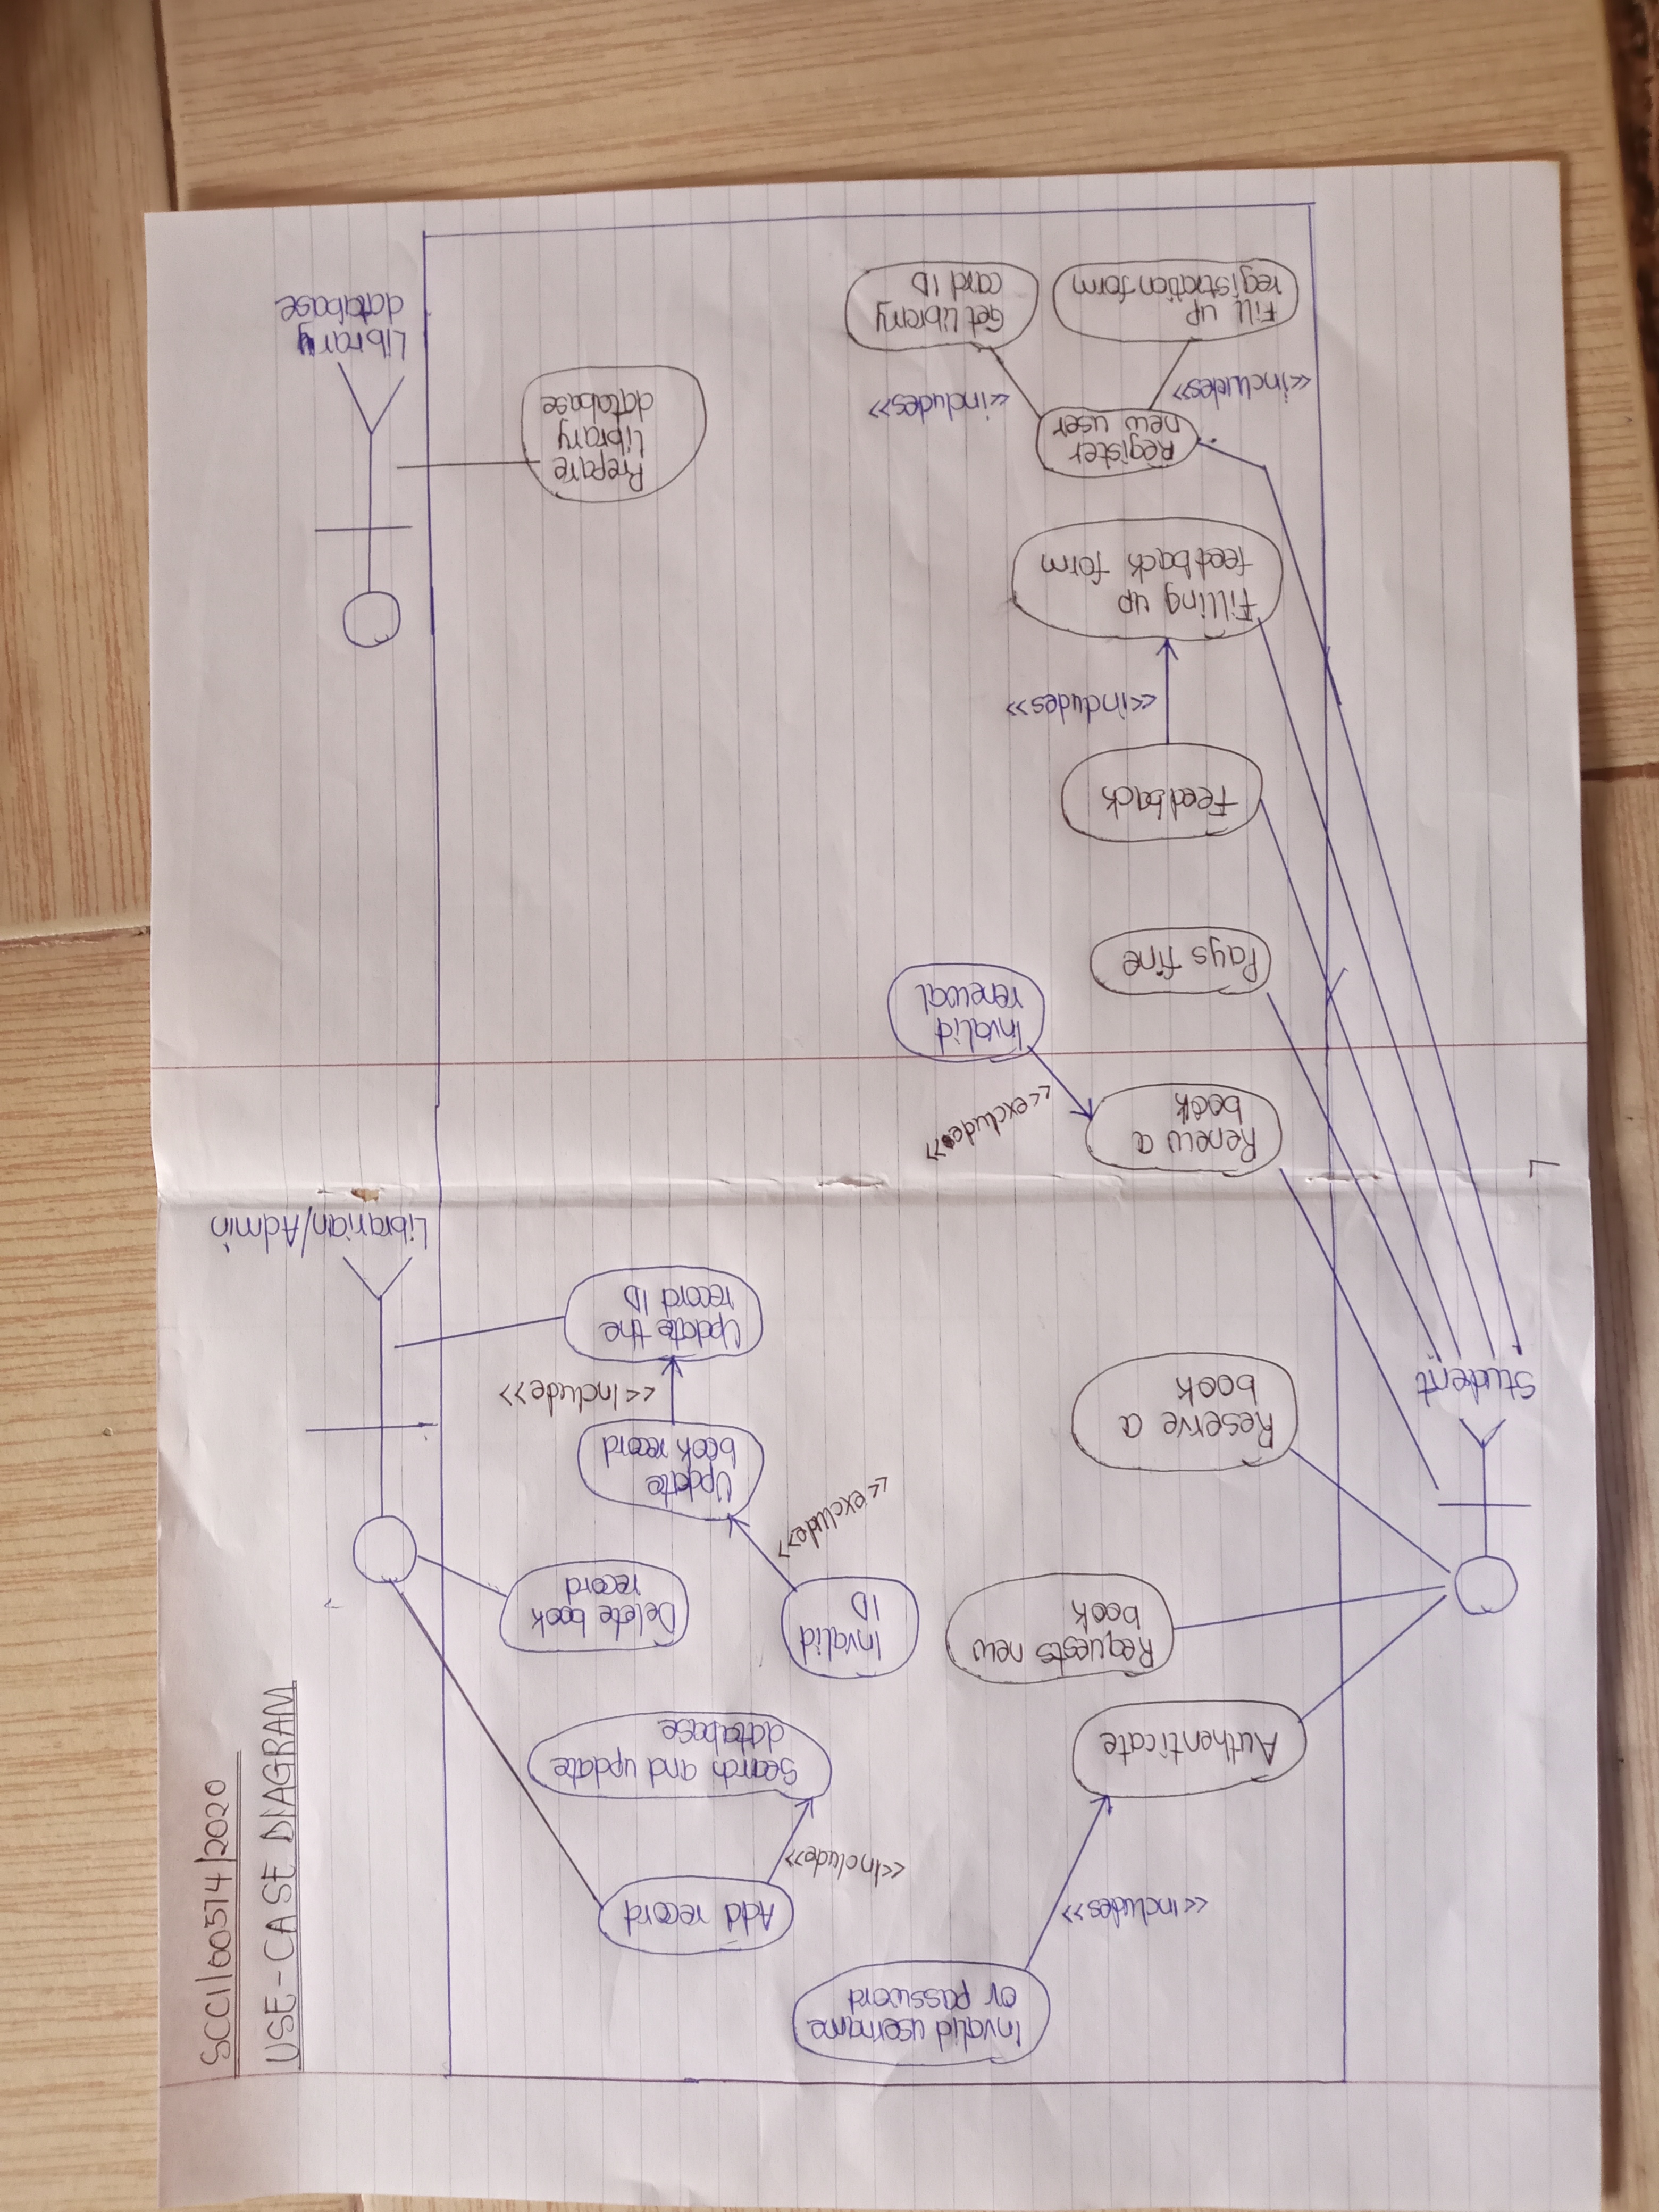 SCCI/00574/2020
USE-CASE DIAGRAM
Invalid username
or password
<<includes>>
Authenticate
Requests new
book
Reserve a
book
Student
Renew a
book
<<exclude>>
Invalid
renewal
Pays fine
Feedback
<<includes>>
Filling up
feedback form
Register
new user
<<includes>>
<<includes>>
Fill up
registration form
Get Library
card ID
Add record
<<Include>>
Search and update
database
Delete book
record
Invalid
ID
<<exclude>>
Update
book record
<<Include>>
Update the
record ID
Librarian/Admin
Prepare
Library
database
Library
database